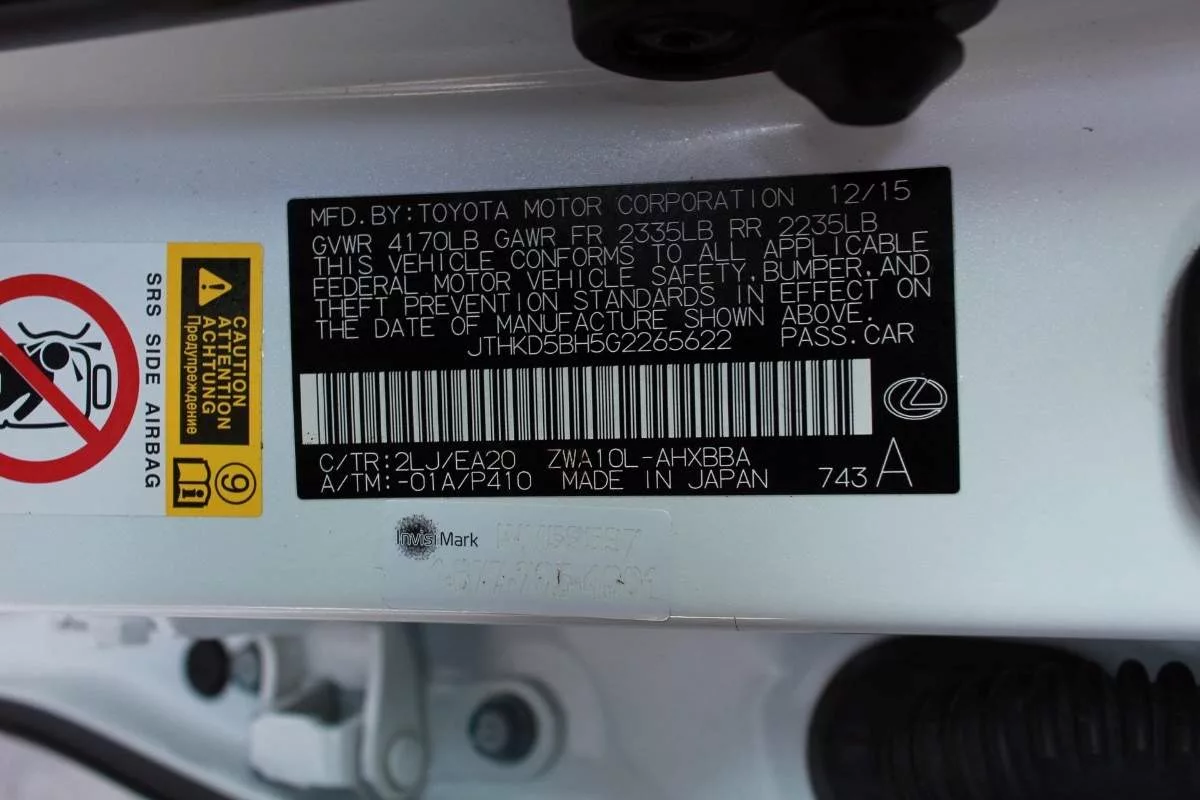 MFD.BY:TOYOTA MOTOR CORPORATION 12/15
GVWR 4170LB GAWR FR 2335LB RR 2235LB
THIS VEHICLE CONFORMS TO ALL APPLICABLE
FEDERAL MOTOR VEHICLE SAFETY,BUMPER,AND
THEFT PREVENTION STANDARDS IN EFFECT ON
THE DATE OF MANUFACTURE SHOWN ABOVE.
JTHKD5BH5G2265622 PASS.CAR
C/TR:2LJ/EA20 ZWA10L-AHXBBA
A/TM:-01A/P410 MADE IN JAPAN 743 A
SRS SIDE AIRBAG
CAUTION
ATTENTION
ACHTUNG
Предупреждение
9
InvisiMark